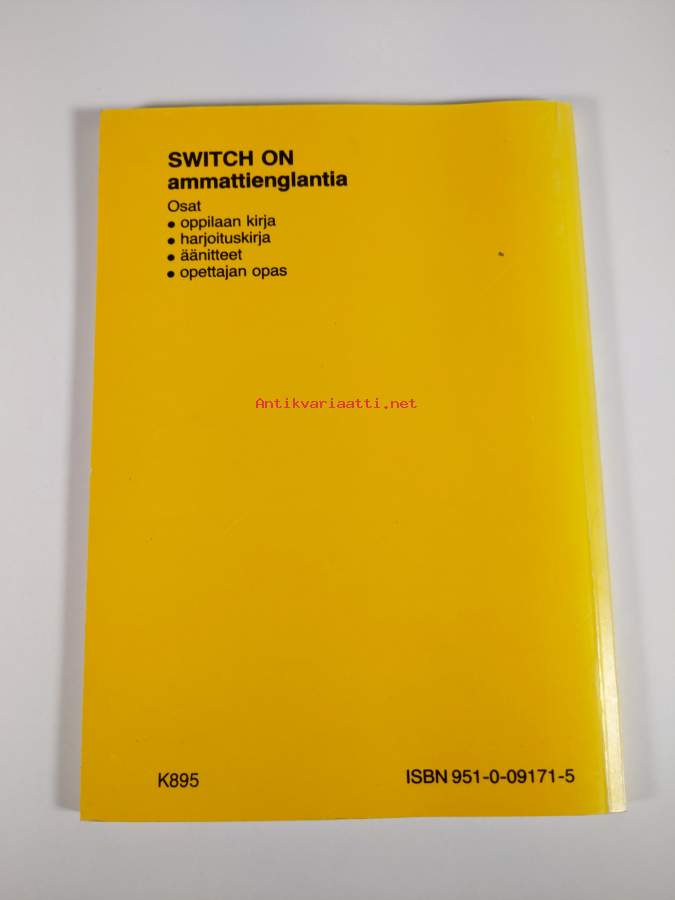 SWITCH ON
ammattienglantia
Osat
• oppilaan kirja
• harjoituskirja
• äänitteet
• opettajan opas
Antikvariaatti.net
K895 ISBN 951-0-09171-5